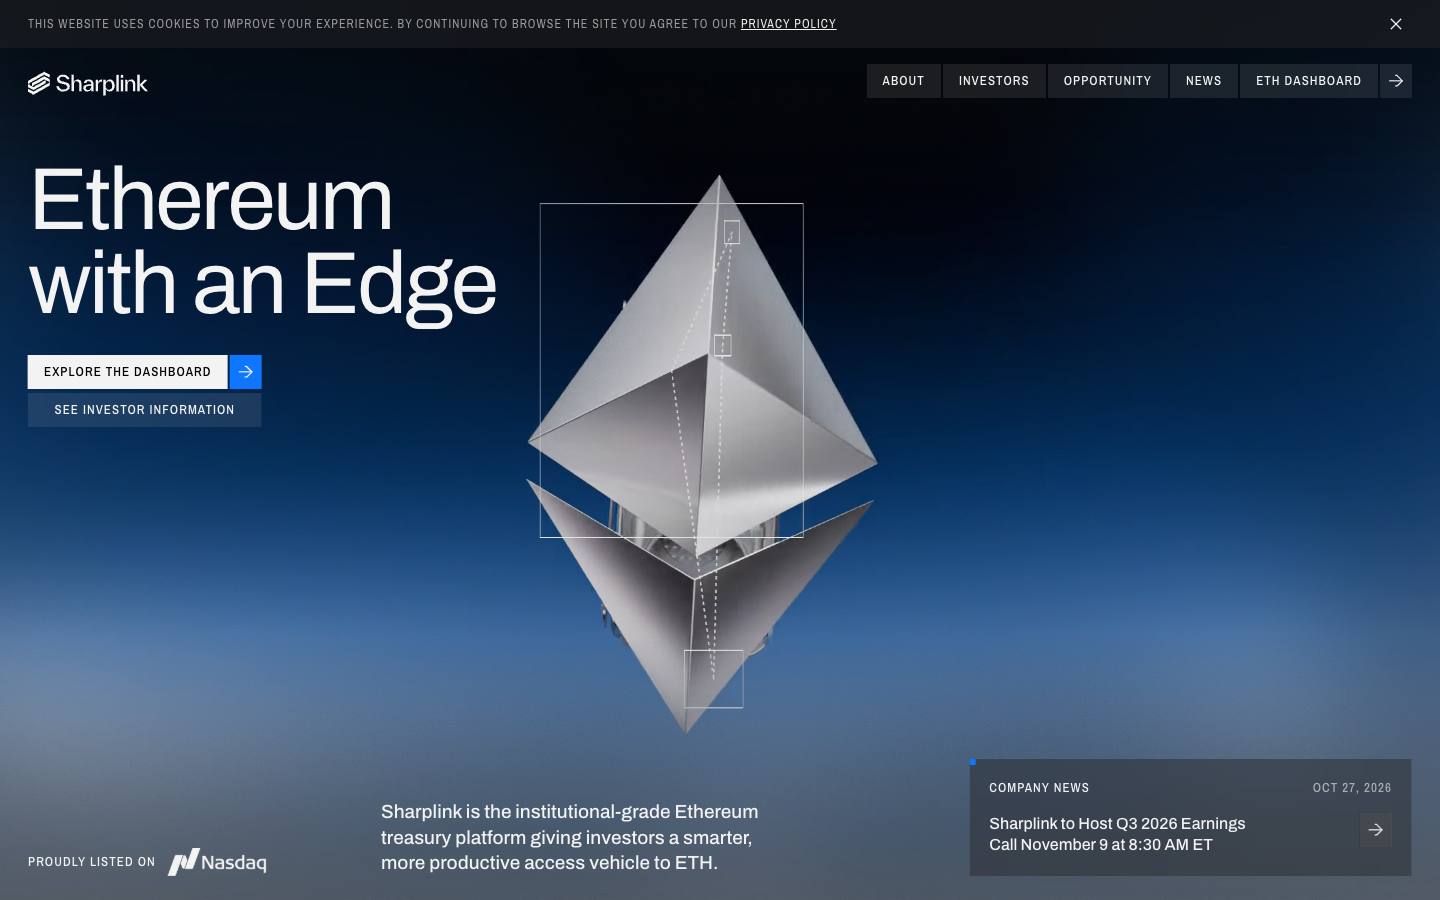 THIS WEBSITE USES COOKIES TO IMPROVE YOUR EXPERIENCE. BY CONTINUING TO BROWSE THE SITE YOU AGREE TO OUR PRIVACY POLICY
Sharplink
ABOUT
INVESTORS
OPPORTUNITY
NEWS
ETH DASHBOARD
Ethereum
with an Edge
EXPLORE THE DASHBOARD
SEE INVESTOR INFORMATION
PROUDLY LISTED ON Nasdaq
Sharplink is the institutional-grade Ethereum
treasury platform giving investors a smarter,
more productive access vehicle to ETH.
COMPANY NEWS
OCT 27, 2026
Sharplink to Host Q3 2026 Earnings
Call November 9 at 8:30 AM ET